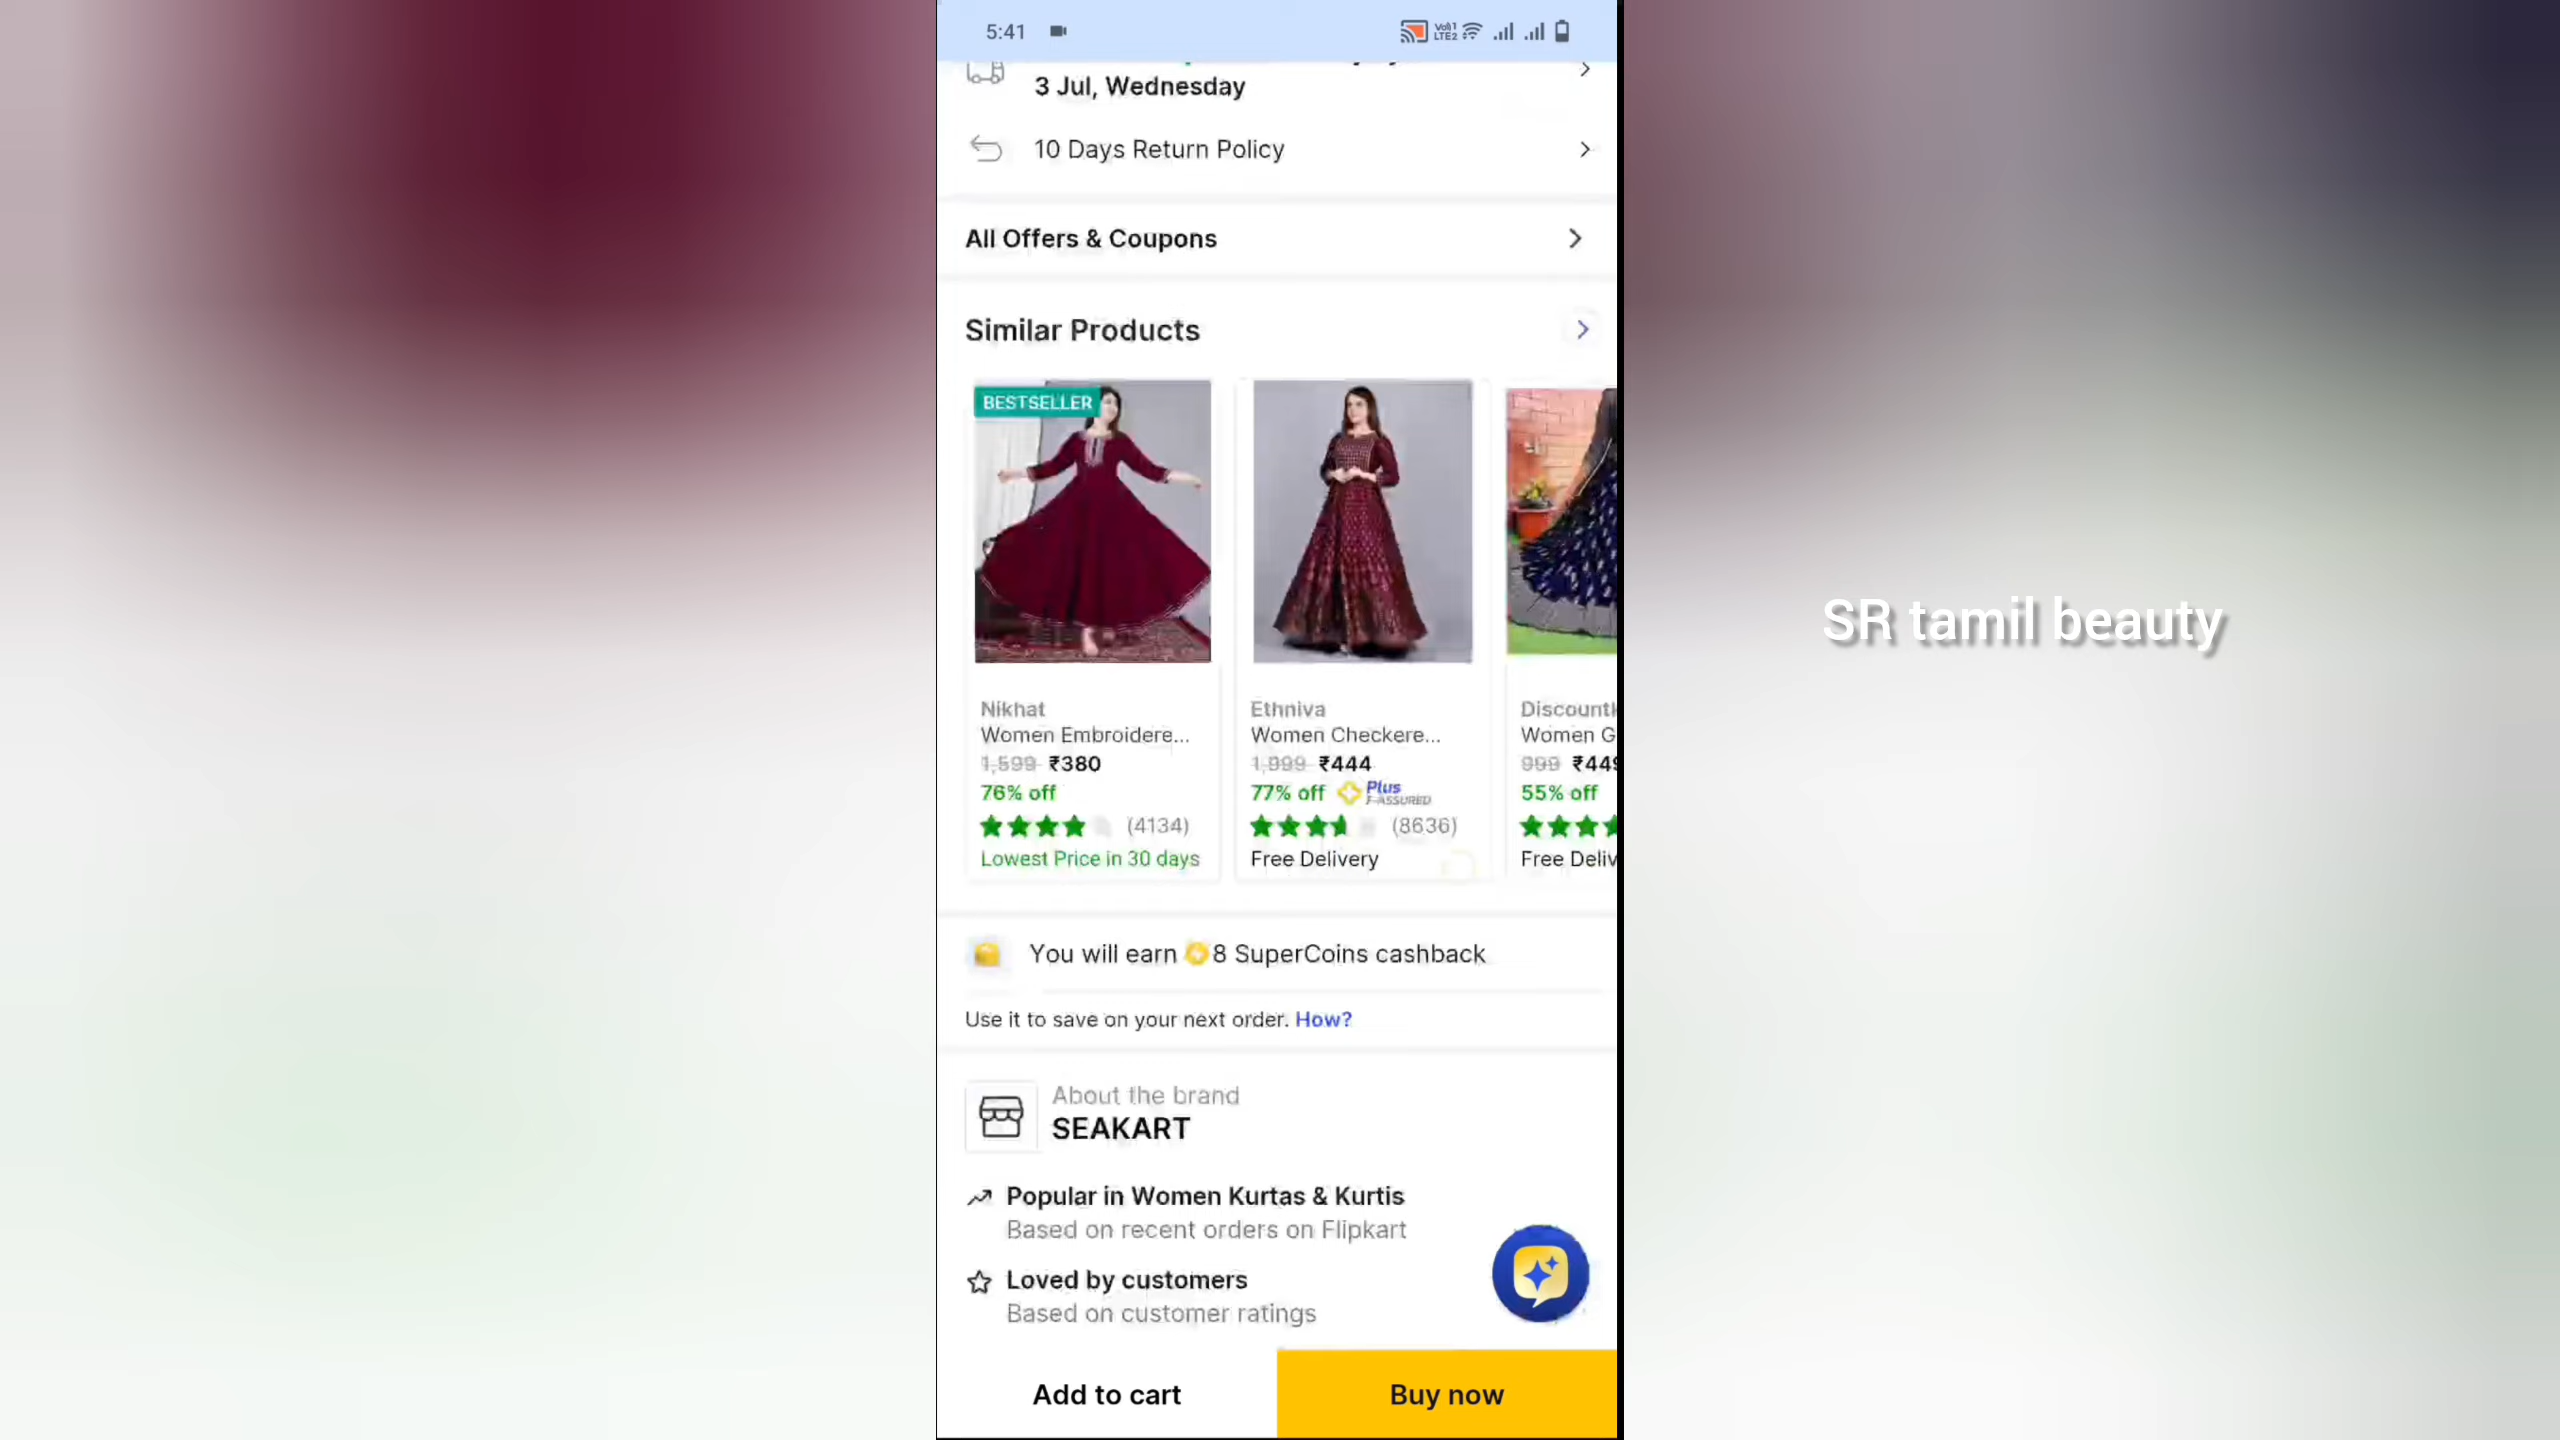 5:41
Vo)) 1
LTE2
3 Jul, Wednesday
10 Days Return Policy
All Offers & Coupons
Similar Products
BESTSELLER
Nikhat
Women Embroidere...
1,599 ₹380
76% off
(4134)
Lowest Price in 30 days
Ethniva
Women Checkere...
1,999 ₹444
77% off Plus
F-ASSURED
(8636)
Free Delivery
Women G
999 ₹449
55% off
Free Deliv
SR tamil beauty
You will earn 8 SuperCoins cashback
Use it to save on your next order. How?
About the brand
SEAKART
Popular in Women Kurtas & Kurtis
Based on recent orders on Flipkart
Loved by customers
Based on customer ratings
Add to cart
Buy now